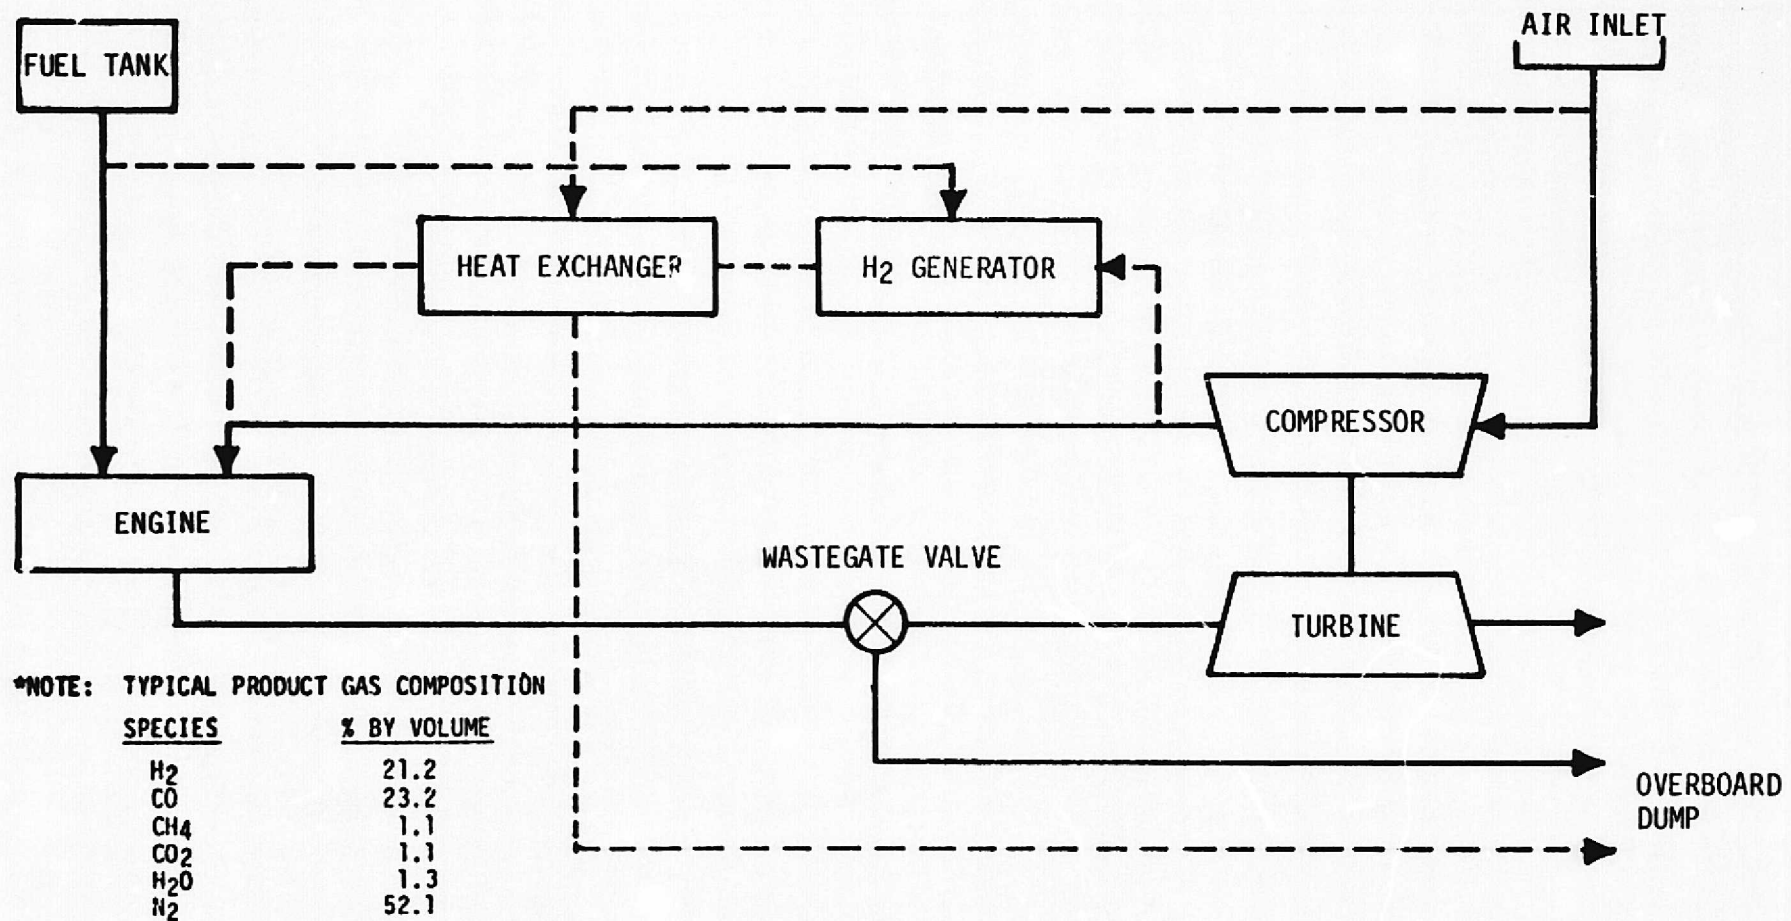 FUEL TANK
AIR INLET
HEAT EXCHANGER
H2 GENERATOR
COMPRESSOR
ENGINE
WASTEGATE VALVE
TURBINE
*NOTE: TYPICAL PRODUCT GAS COMPOSITION
SPECIES % BY VOLUME
H2 21.2
CO 23.2
CH4 1.1
CO2 1.1
H2O 1.3
N2 52.1
OVERBOARD
DUMP